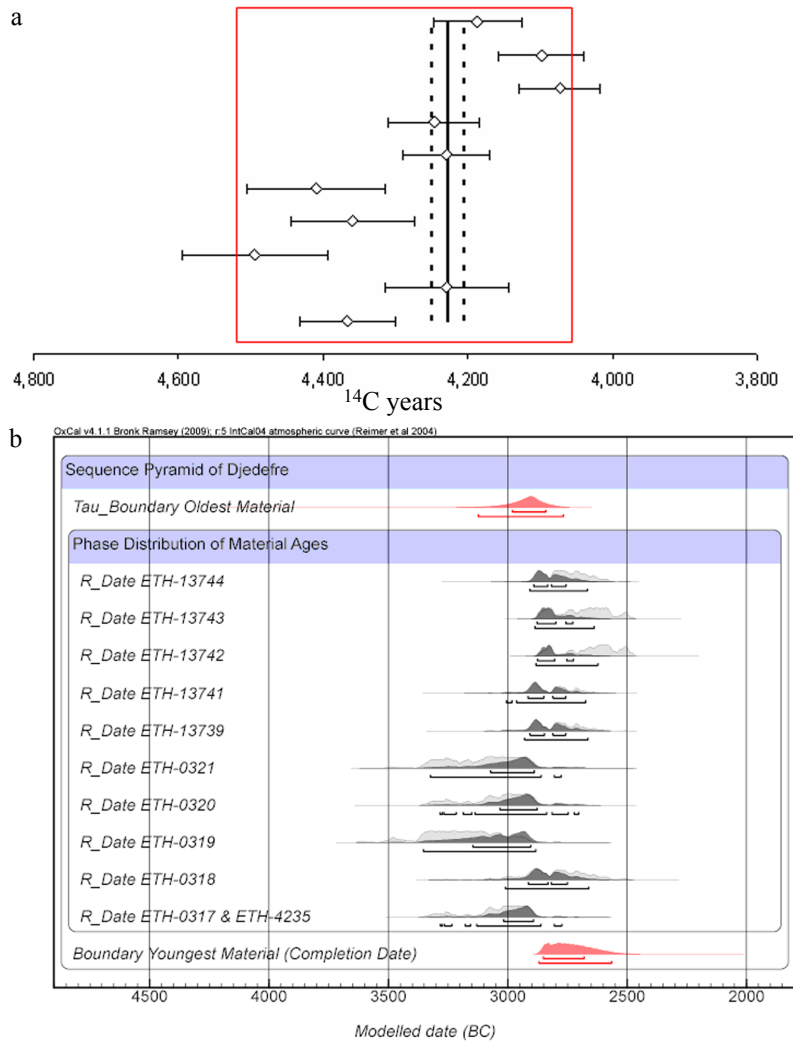 a
4,800 4,600 4,400 4,200 4,000 3,800
¹⁴C years
b
OxCal v4.1.1 Bronk Ramsey (2009); r:5 IntCal04 atmospheric curve (Reimer et al 2004)
Sequence Pyramid of Djedefre
Tau_Boundary Oldest Material
Phase Distribution of Material Ages
R_Date ETH-13744
R_Date ETH-13743
R_Date ETH-13742
R_Date ETH-13741
R_Date ETH-13739
R_Date ETH-0321
R_Date ETH-0320
R_Date ETH-0319
R_Date ETH-0318
R_Date ETH-0317 & ETH-4235
Boundary Youngest Material (Completion Date)
4500 4000 3500 3000 2500 2000
Modelled date (BC)